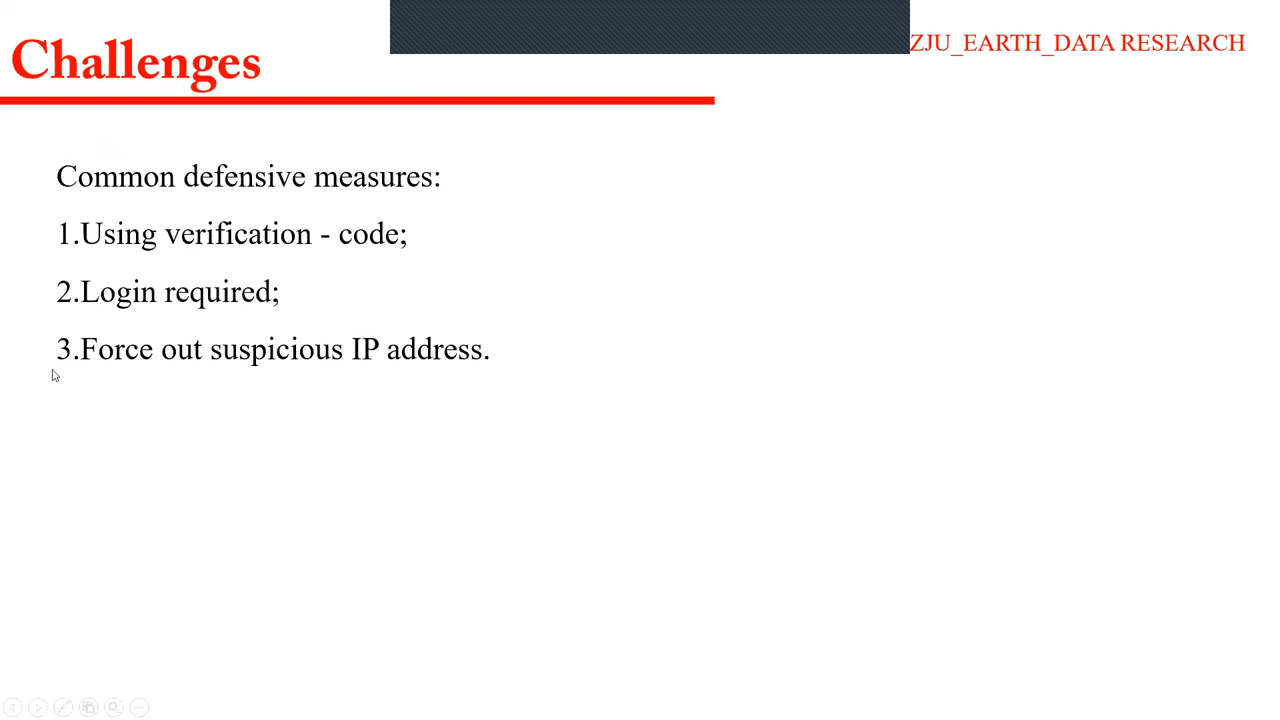 Challenges
ZJU_EARTH_DATA RESEARCH
Common defensive measures:
1.Using verification - code;
2.Login required;
3.Force out suspicious IP address.